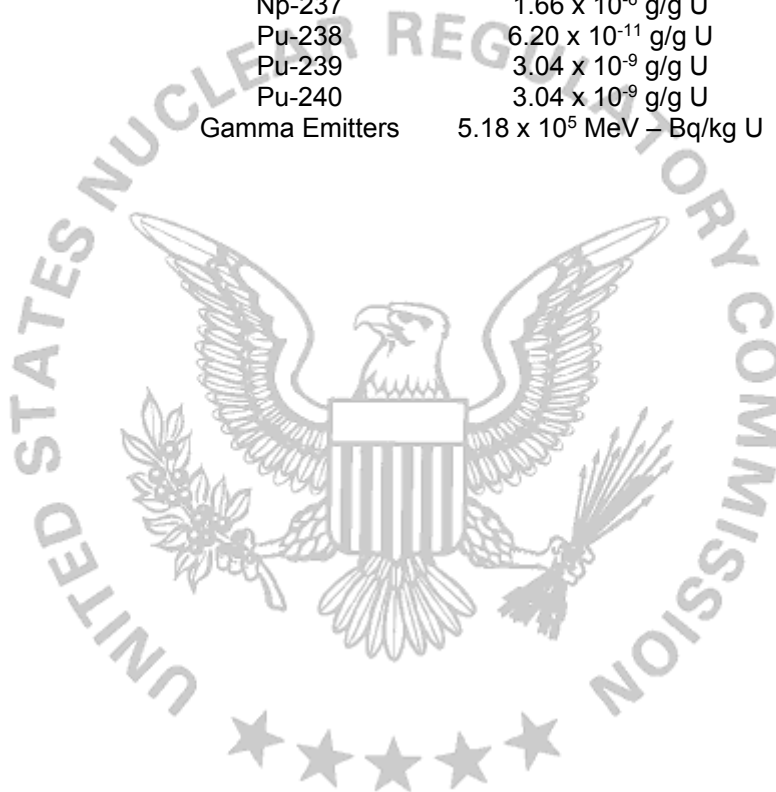 Np-237 1.66 x 10⁻⁶ g/g U
Pu-238 6.20 x 10⁻¹¹ g/g U
Pu-239 3.04 x 10⁻⁹ g/g U
Pu-240 3.04 x 10⁻⁹ g/g U
Gamma Emitters 5.18 x 10⁵ MeV – Bq/kg U
UNITED STATES NUCLEAR REGULATORY COMMISSION